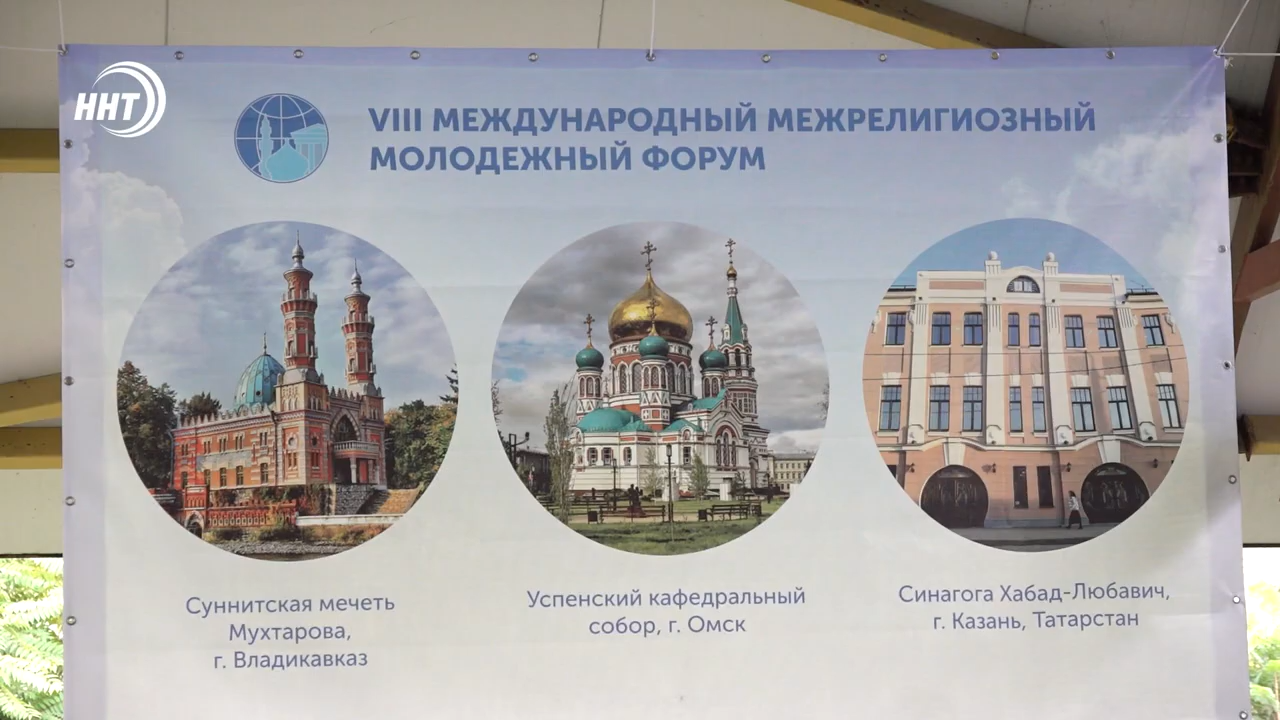 ННТ
VIII МЕЖДУНАРОДНЫЙ МЕЖРЕЛИГИОЗНЫЙ
МОЛОДЕЖНЫЙ ФОРУМ
Суннитская мечеть
Мухтарова,
г. Владикавказ
Успенский кафедральный
собор, г. Омск
Синагога Хабад-Любавич,
г. Казань, Татарстан